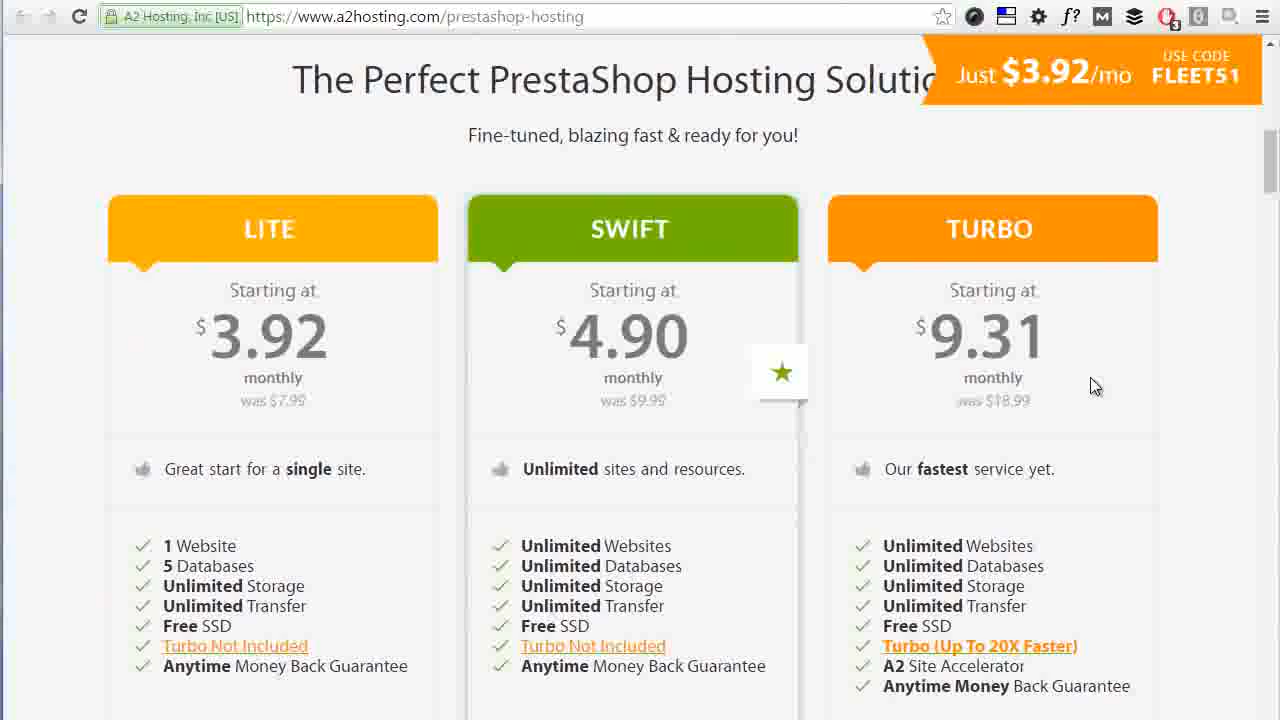 A2 Hosting, Inc [US] https://www.a2hosting.com/prestashop-hosting
f?
M
3
The Perfect PrestaShop Hosting Solutio
Just $3.92/mo
USE CODE
FLEET51
Fine-tuned, blazing fast & ready for you!
LITE
Starting at
$3.92
monthly
was $7.99
Great start for a single site.
1 Website
5 Databases
Unlimited Storage
Unlimited Transfer
Free SSD
Turbo Not Included
Anytime Money Back Guarantee
SWIFT
Starting at
$4.90
monthly
was $9.99
Unlimited sites and resources.
Unlimited Websites
Unlimited Databases
Unlimited Storage
Unlimited Transfer
Free SSD
Turbo Not Included
Anytime Money Back Guarantee
TURBO
Starting at
$9.31
monthly
was $18.99
Our fastest service yet.
Unlimited Websites
Unlimited Databases
Unlimited Storage
Unlimited Transfer
Free SSD
Turbo (Up To 20X Faster)
A2 Site Accelerator
Anytime Money Back Guarantee